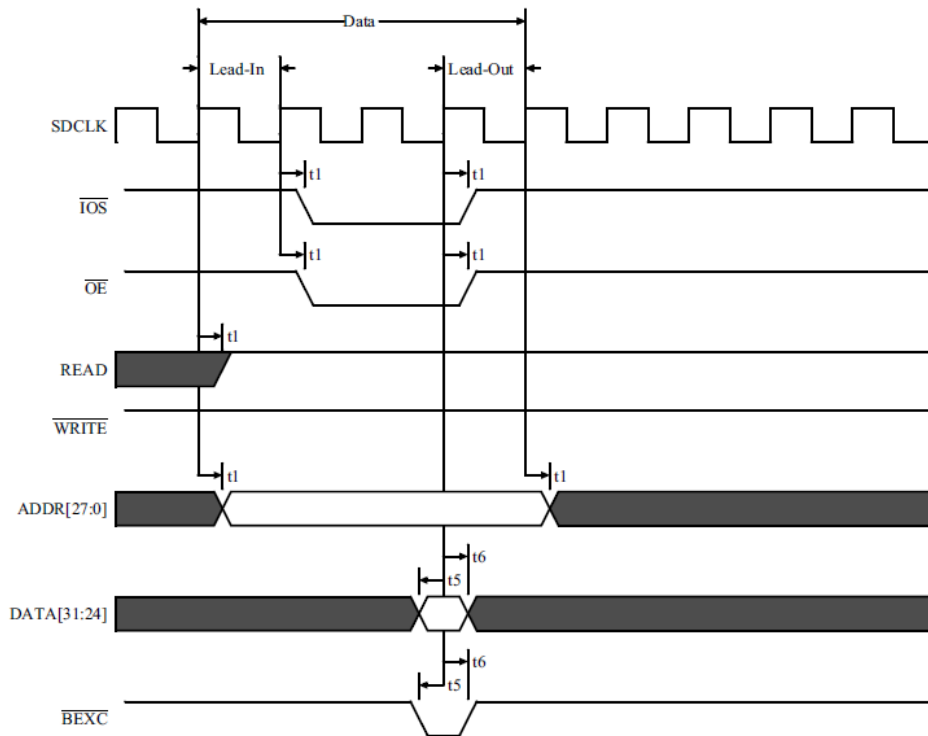 Data
Lead-In
Lead-Out
SDCLK
t1
t1
IOS
t1
t1
OE
t1
READ
WRITE
t1
t1
ADDR[27:0]
t6
t5
DATA[31:24]
t6
t5
BEXC